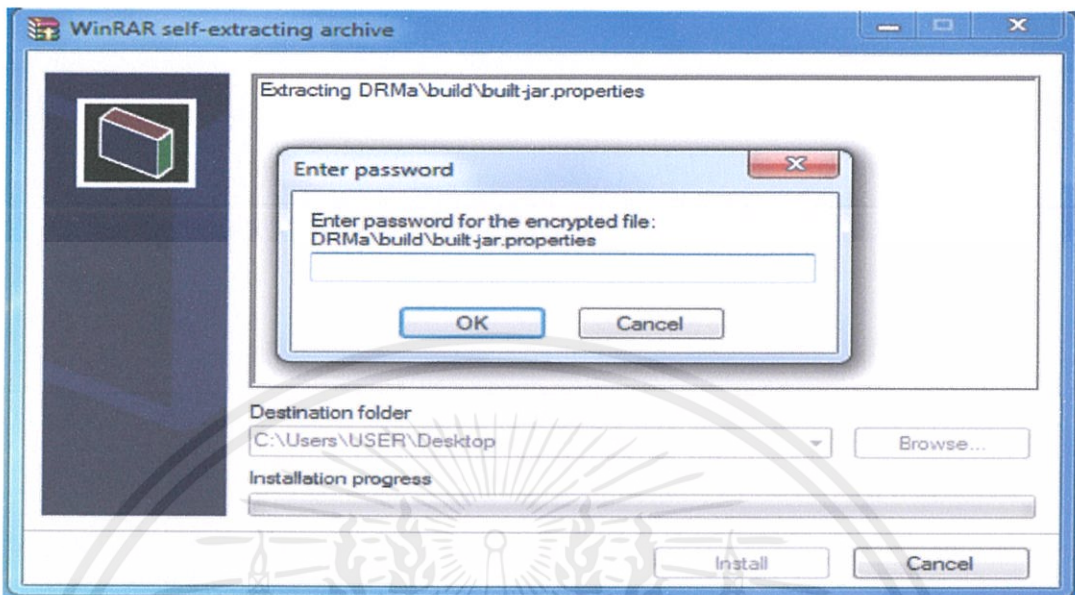 WinRAR self-extracting archive
Extracting DRMa\build\built-jar.properties
Enter password
Enter password for the encrypted file:
DRMa\build\built-jar.properties
OK
Cancel
Destination folder
C:\Users\USER\Desktop
Browse...
Installation progress
Install
Cancel